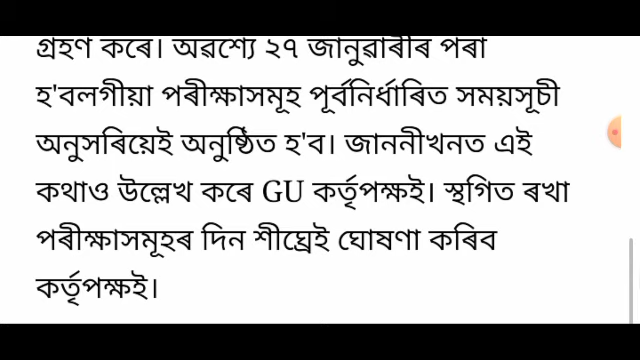 গ্ৰহণ কৰে। অৱশ্যে ২৭ জানুৱাৰীৰ পৰা
হ'বলগীয়া পৰীক্ষাসমূহ পূৰ্বনিৰ্ধাৰিত সময়সূচী
অনুসৰিয়েই অনুষ্ঠিত হ'ব। জাননীখনত এই
কথাও উল্লেখ কৰে GU কৰ্তৃপক্ষই। স্থগিত ৰখা
পৰীক্ষাসমূহৰ দিন শীঘ্ৰেই ঘোষণা কৰিব
কৰ্তৃপক্ষই।